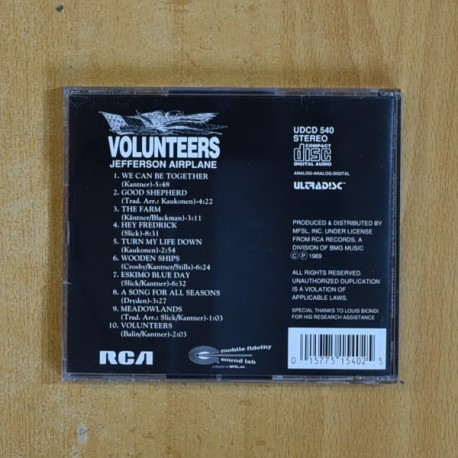 VOLUNTEERS
JEFFERSON AIRPLANE
1. WE CAN BE TOGETHER
(Kantner)-5:48
2. GOOD SHEPHERD
(Trad. Arr.: Kaukonen)-4:22
3. THE FARM
(Kantner/Blackman)-3:11
4. HEY FREDRICK
(Slick)-8:31
5. TURN MY LIFE DOWN
(Kaukonen)-2:54
6. WOODEN SHIPS
(Crosby/Kantner/Stills)-6:24
7. ESKIMO BLUE DAY
(Slick/Kantner)-6:32
8. A SONG FOR ALL SEASONS
(Dryden)-3:27
9. MEADOWLANDS
(Trad. Arr.: Slick/Kantner)-1:03
10. VOLUNTEERS
(Balin/Kantner)-2:03
RCA
mobile fidelity
sound lab
UDCD 540
STEREO
COMPACT
disc
DIGITAL AUDIO
ANALOG-ANALOG-DIGITAL
ULTRADISC
PRODUCED & DISTRIBUTED BY
MFSL, INC. UNDER LICENSE
FROM RCA RECORDS, A
DIVISION OF BMG MUSIC
© ℗ 1969
ALL RIGHTS RESERVED.
UNAUTHORIZED DUPLICATION
IS A VIOLATION OF
APPLICABLE LAWS.
SPECIAL THANKS TO LOUIS BIONDI
FOR HIS RESEARCH ASSISTANCE
0 15775 15402 5